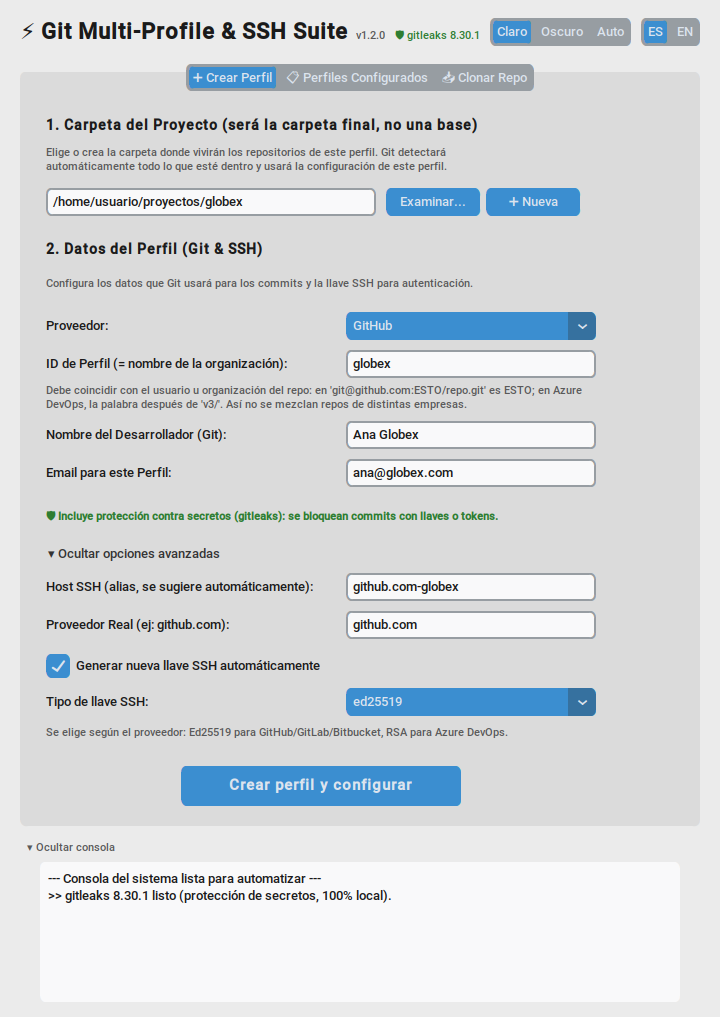 ⚡ Git Multi-Profile & SSH Suite v1.2.0 gitleaks 8.30.1 Claro Oscuro Auto ES EN
+ Crear Perfil Perfiles Configurados Clonar Repo
1. Carpeta del Proyecto (será la carpeta final, no una base)
Elige o crea la carpeta donde vivirán los repositorios de este perfil. Git detectará
automáticamente todo lo que esté dentro y usará la configuración de este perfil.
/home/usuario/proyectos/globex Examinar... + Nueva
2. Datos del Perfil (Git & SSH)
Configura los datos que Git usará para los commits y la llave SSH para autenticación.
Proveedor: GitHub
ID de Perfil (= nombre de la organización): globex
Debe coincidir con el usuario u organización del repo: en 'git@github.com:ESTO/repo.git' es ESTO; en Azure
DevOps, la palabra después de 'v3/'. Así no se mezclan repos de distintas empresas.
Nombre del Desarrollador (Git): Ana Globex
Email para este Perfil: ana@globex.com
Incluye protección contra secretos (gitleaks): se bloquean commits con llaves o tokens.
▾ Ocultar opciones avanzadas
Host SSH (alias, se sugiere automáticamente): github.com-globex
Proveedor Real (ej: github.com): github.com
Generar nueva llave SSH automáticamente
Tipo de llave SSH: ed25519
Se elige según el proveedor: Ed25519 para GitHub/GitLab/Bitbucket, RSA para Azure DevOps.
Crear perfil y configurar
▾ Ocultar consola
--- Consola del sistema lista para automatizar ---
>> gitleaks 8.30.1 listo (protección de secretos, 100% local).